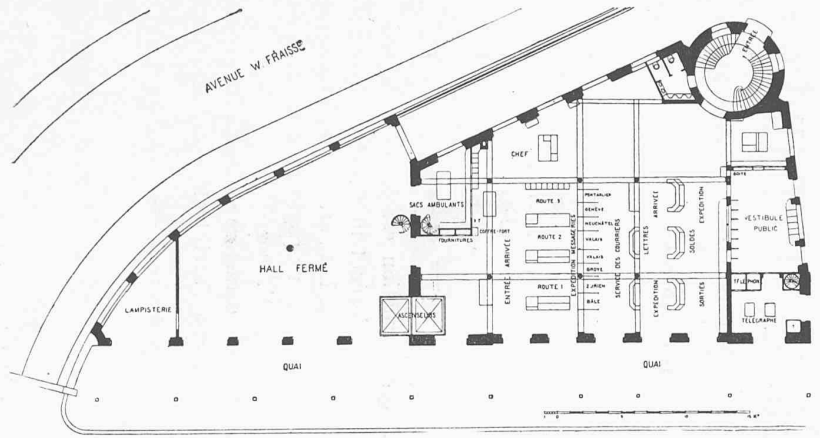 AVENUE W. FRAISSE
ENTRÉE
CHEF
SACS AMBULANTS
FOURNITURES
COFFRE-FORT
ENTRÉE ARRIVÉE
ROUTE 3
ROUTE 2
ROUTE 1
EXPÉDITION MESSAGERIES
PONTARLIER
GENÈVE
NEUCHÂTEL
VALAIS
VALAIS
BROYE
ZURICH
BÂLE
SERVICE DES COURRIERS
LETTRES ARRIVÉE
EXPÉDITION
SOLDES
EXPÉDITION
SORTIES
BOITE
VESTIBULE
PUBLIC
TÉLÉPHON.
TÉLÉGRAPHE
HALL FERMÉ
LAMPISTERIE
ASCENSEURS
QUAI
QUAI